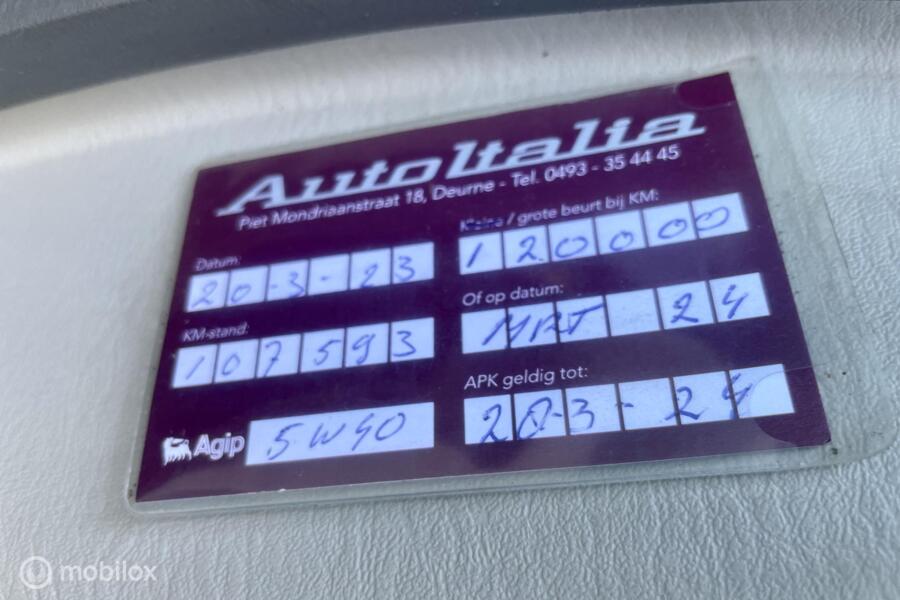 AutoItalia
Piet Mondriaanstraat 18, Deurne - Tel. 0493 - 35 44 45
Datum:
20-3-23
KM-stand:
107593
Agip
5W40
Kleine / grote beurt bij KM:
120000
Of op datum:
MRT 24
APK geldig tot:
20-3-24
mobilox